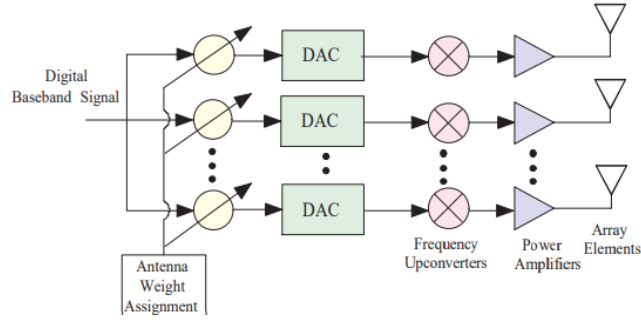 DAC
Digital
Baseband Signal
DAC
DAC
Frequency
Upconverters
Power
Amplifiers
Array
Elements
Antenna
Weight
Assignment